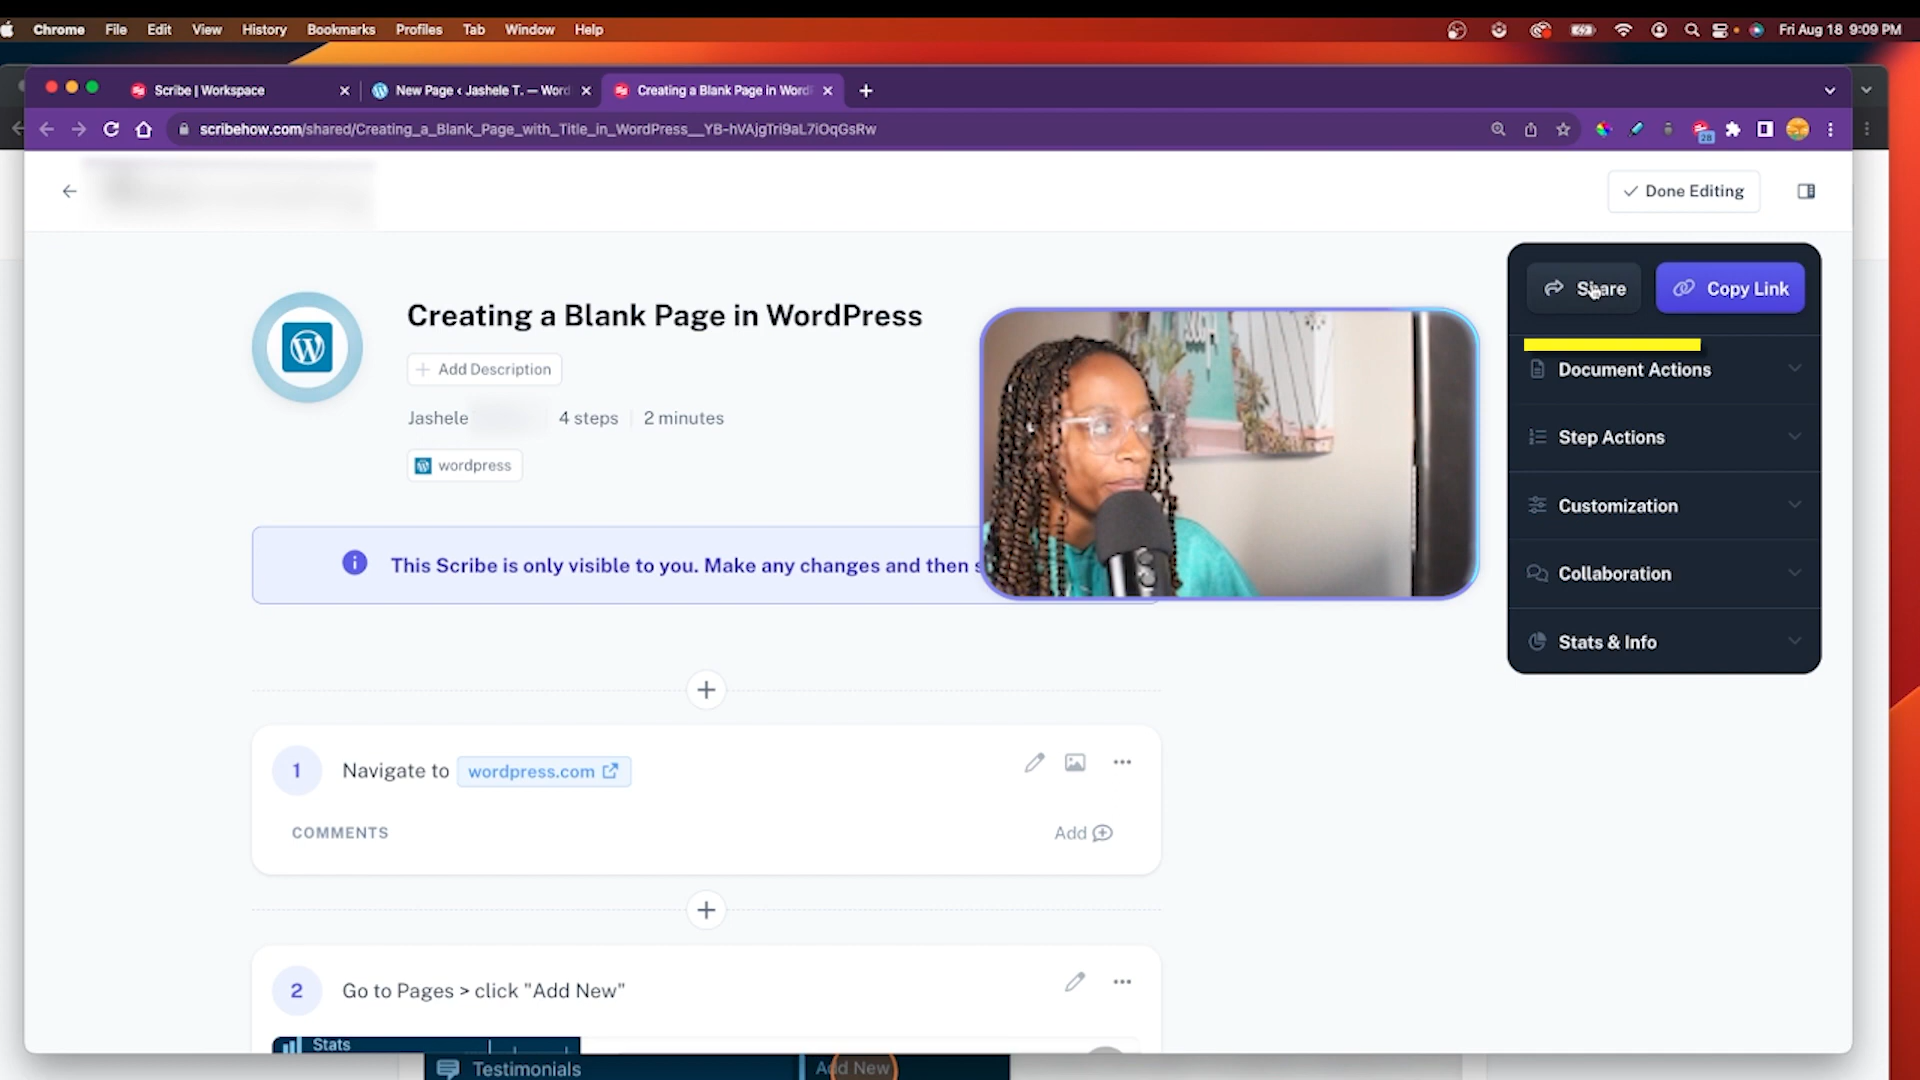 Chrome File Edit View History Bookmarks Profiles Tab Window Help Fri Aug 18 9:09 PM
Scribe | Workspace New Page ‹ Jashele T. — Word Creating a Blank Page in Word
scribehow.com/shared/Creating_a_Blank_Page_with_Title_in_WordPress__YB-hVAjgTri9aL7iOqGsRw
28
Done Editing
Share Copy Link
Creating a Blank Page in WordPress
Add Description
Jashele 4 steps 2 minutes
wordpress
Document Actions
Step Actions
Customization
Collaboration
Stats & Info
This Scribe is only visible to you. Make any changes and then
1 Navigate to wordpress.com
COMMENTS Add
2 Go to Pages > click "Add New"
Stats
Testimonials Add New